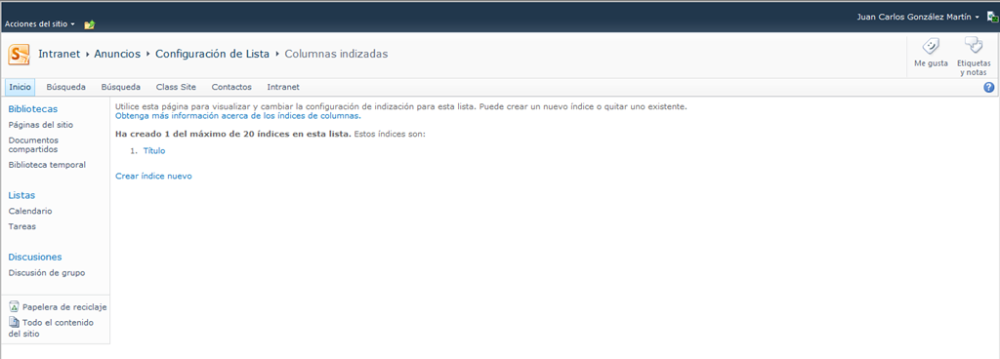 Juan Carlos González Martín
Acciones del sitio
Intranet Anuncios Configuración de Lista Columnas indizadas
Me gusta
Etiquetas
y notas
Inicio Búsqueda Búsqueda Class Site Contactos Intranet
Bibliotecas
Páginas del sitio
Documentos
compartidos
Biblioteca temporal
Listas
Calendario
Tareas
Discusiones
Discusión de grupo
Papelera de reciclaje
Todo el contenido
del sitio
Utilice esta página para visualizar y cambiar la configuración de indización para esta lista. Puede crear un nuevo índice o quitar uno existente.
Obtenga más información acerca de los índices de columnas.
Ha creado 1 del máximo de 20 índices en esta lista. Estos índices son:
1. Título
Crear índice nuevo